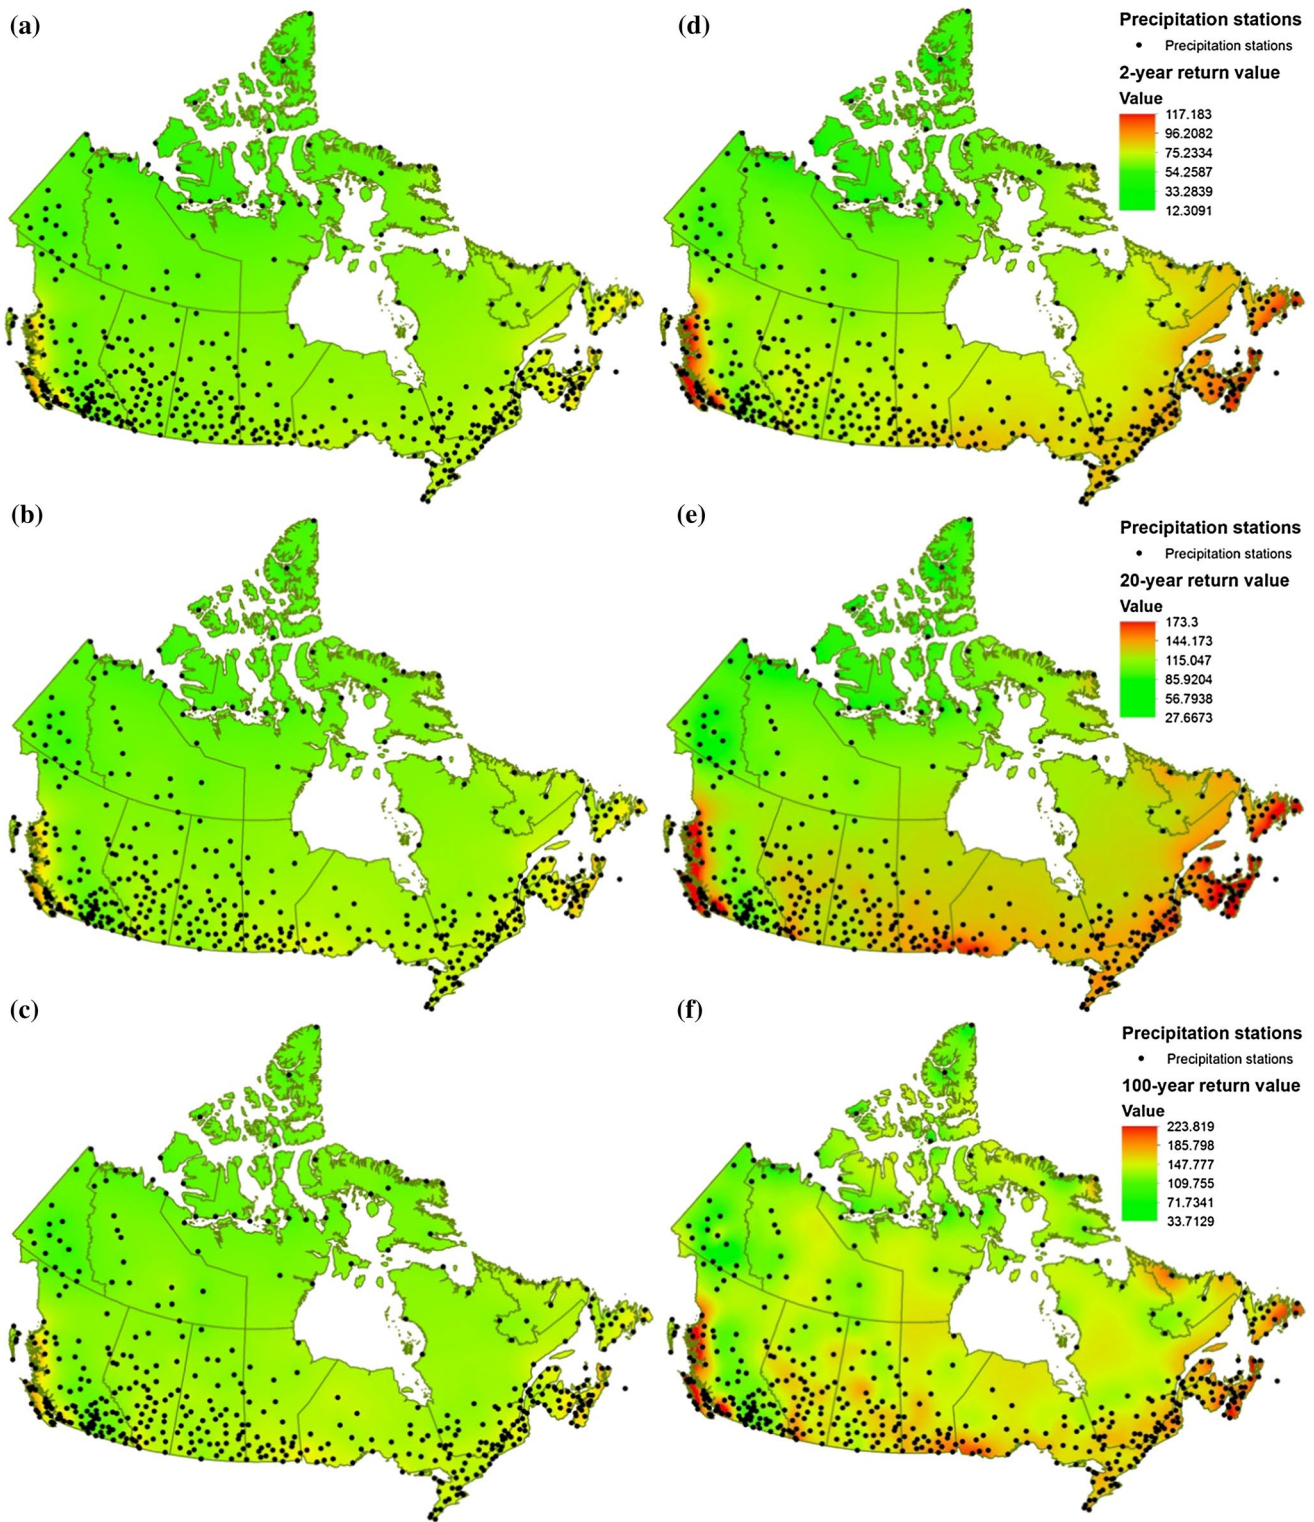 (a)
(d)
Precipitation stations
Precipitation stations
2-year return value
Value
117.183
96.2082
75.2334
54.2587
33.2839
12.3091
(b)
(e)
Precipitation stations
Precipitation stations
20-year return value
Value
173.3
144.173
115.047
85.9204
56.7938
27.6673
(c)
(f)
Precipitation stations
Precipitation stations
100-year return value
Value
223.819
185.798
147.777
109.755
71.7341
33.7129